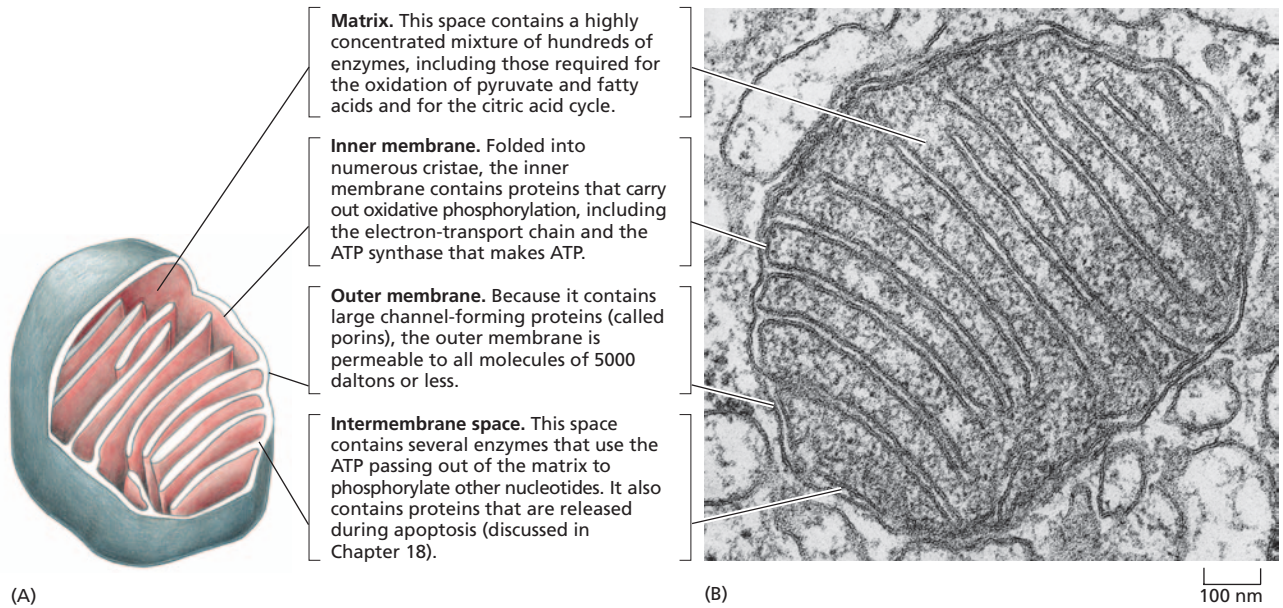 Matrix. This space contains a highly
concentrated mixture of hundreds of
enzymes, including those required for
the oxidation of pyruvate and fatty
acids and for the citric acid cycle.
Inner membrane. Folded into
numerous cristae, the inner
membrane contains proteins that carry
out oxidative phosphorylation, including
the electron-transport chain and the
ATP synthase that makes ATP.
Outer membrane. Because it contains
large channel-forming proteins (called
porins), the outer membrane is
permeable to all molecules of 5000
daltons or less.
Intermembrane space. This space
contains several enzymes that use the
ATP passing out of the matrix to
phosphorylate other nucleotides. It also
contains proteins that are released
during apoptosis (discussed in
Chapter 18).
(A)
(B)
100 nm